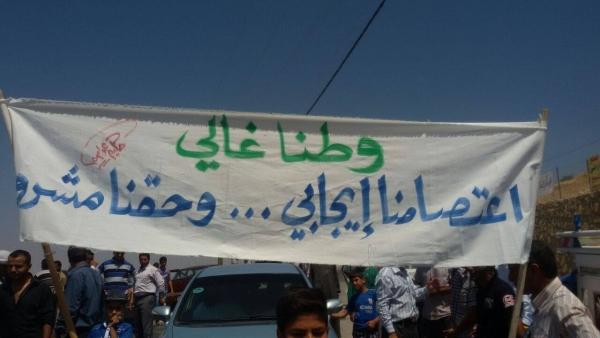 وطنا غالي
اعتصامنا إيجابي ... وحقنا مشرو